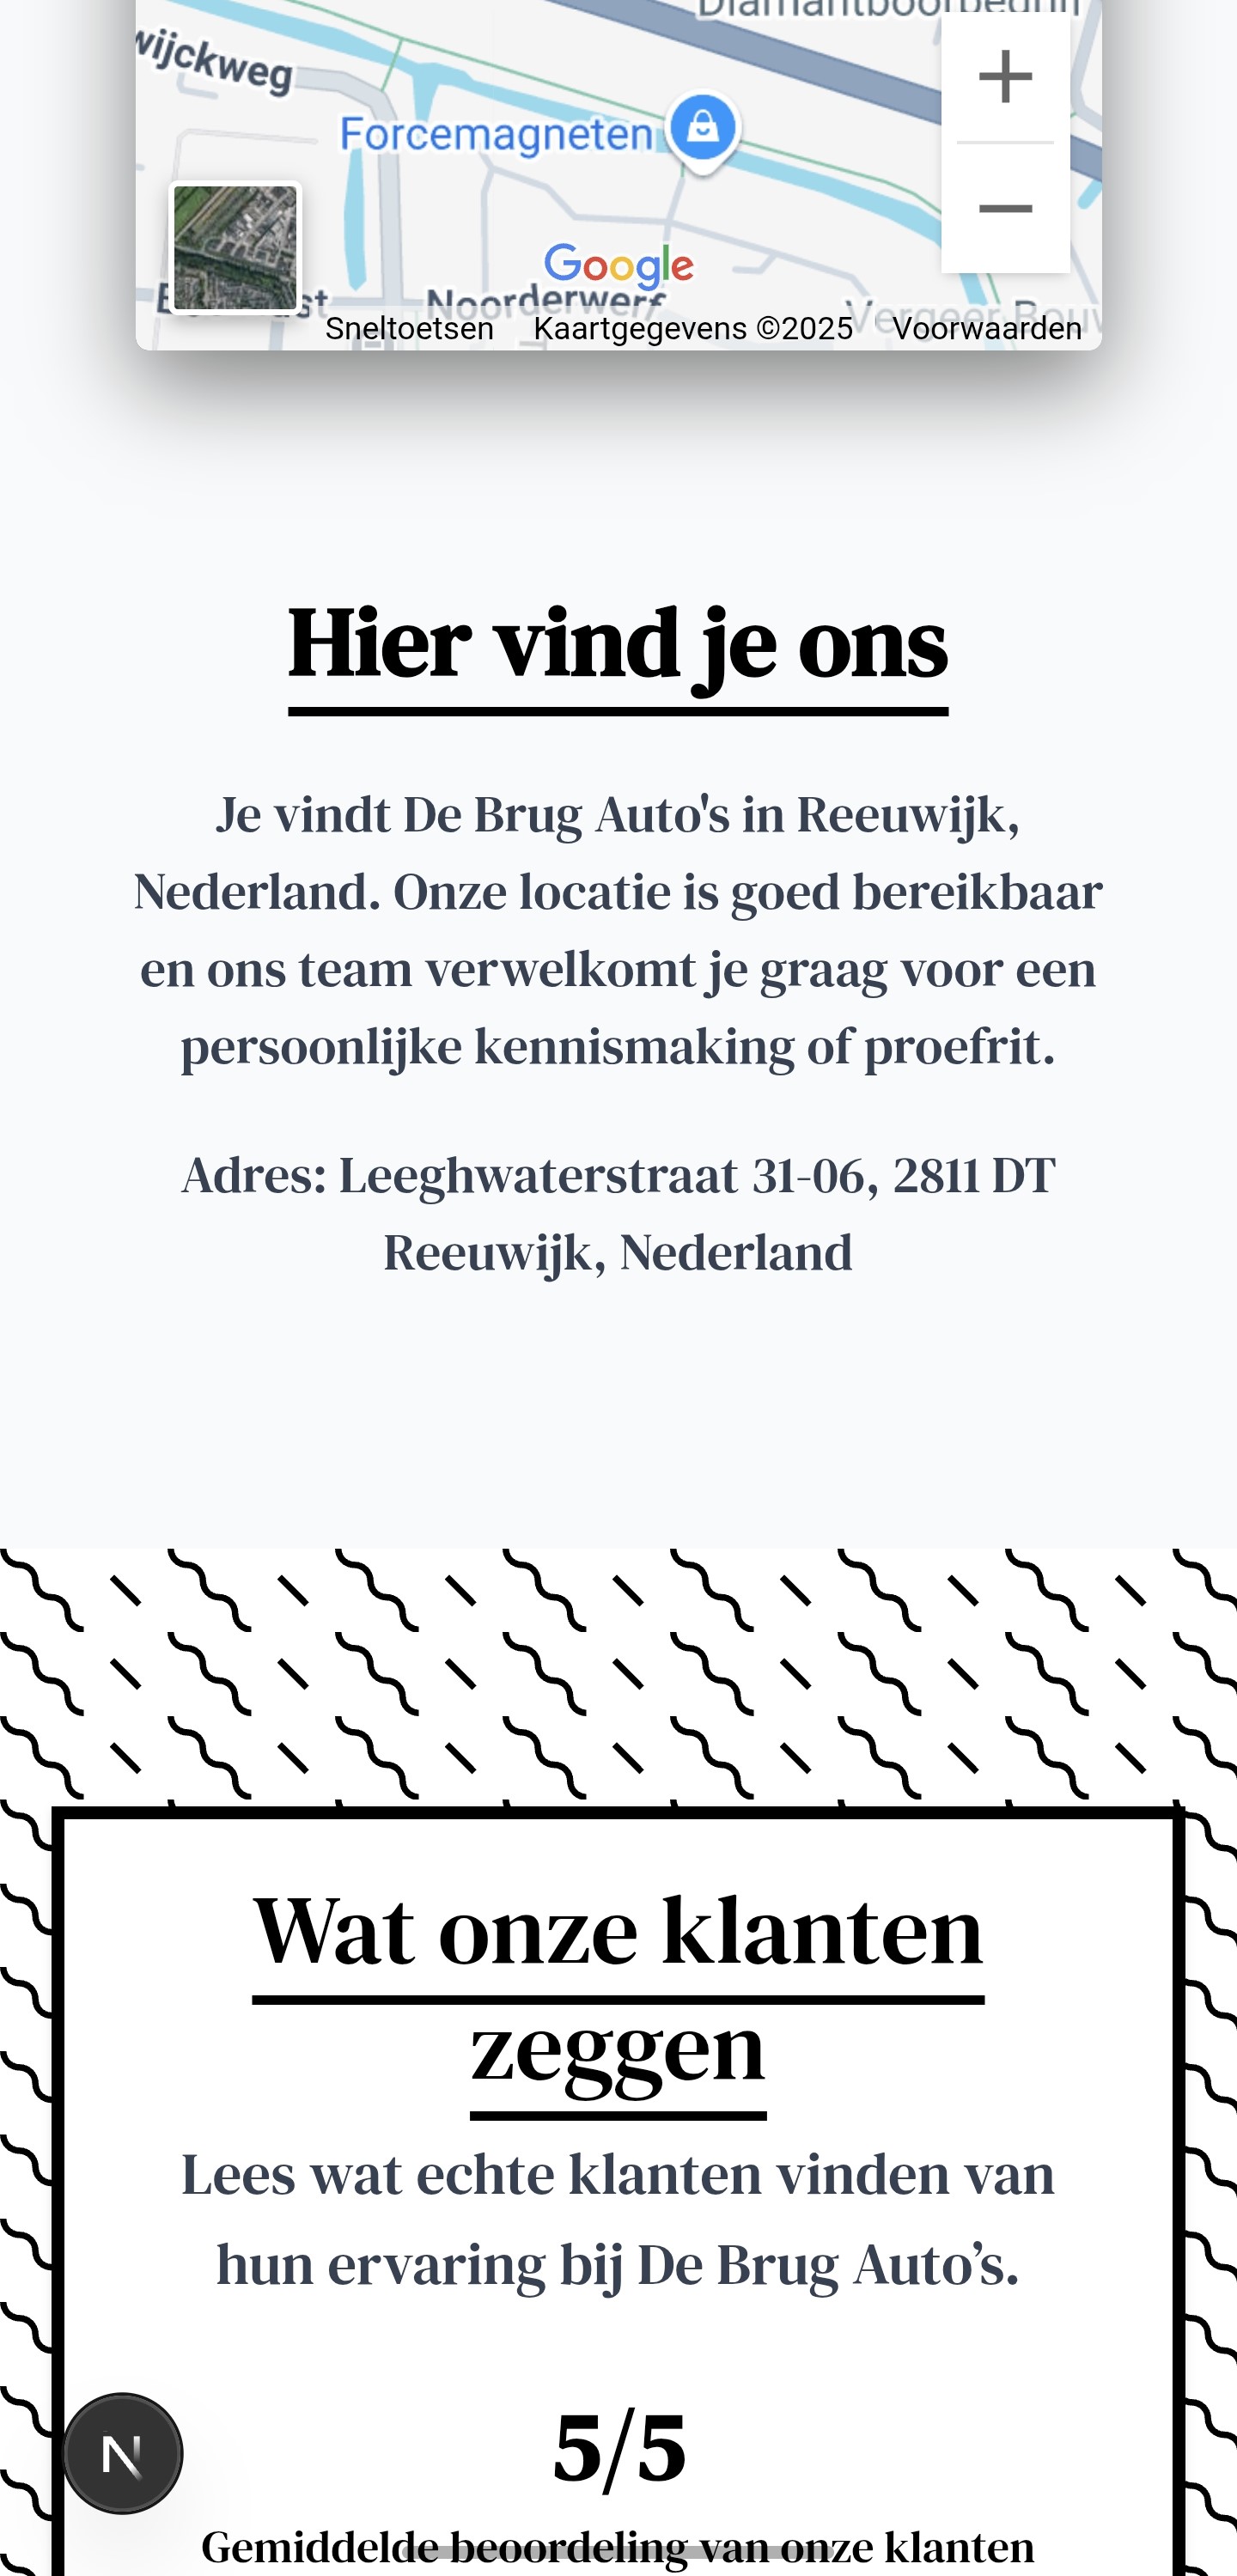 wijckweg
Forcemagneten
Google
Noorderwerf
Sneltoetsen Kaartgegevens ©2025 Voorwaarden
Hier vind je ons
Je vindt De Brug Auto's in Reeuwijk,
Nederland. Onze locatie is goed bereikbaar
en ons team verwelkomt je graag voor een
persoonlijke kennismaking of proefrit.
Adres: Leeghwaterstraat 31-06, 2811 DT
Reeuwijk, Nederland
Wat onze klanten
zeggen
Lees wat echte klanten vinden van
hun ervaring bij De Brug Auto’s.
5/5
N
Gemiddelde beoordeling van onze klanten